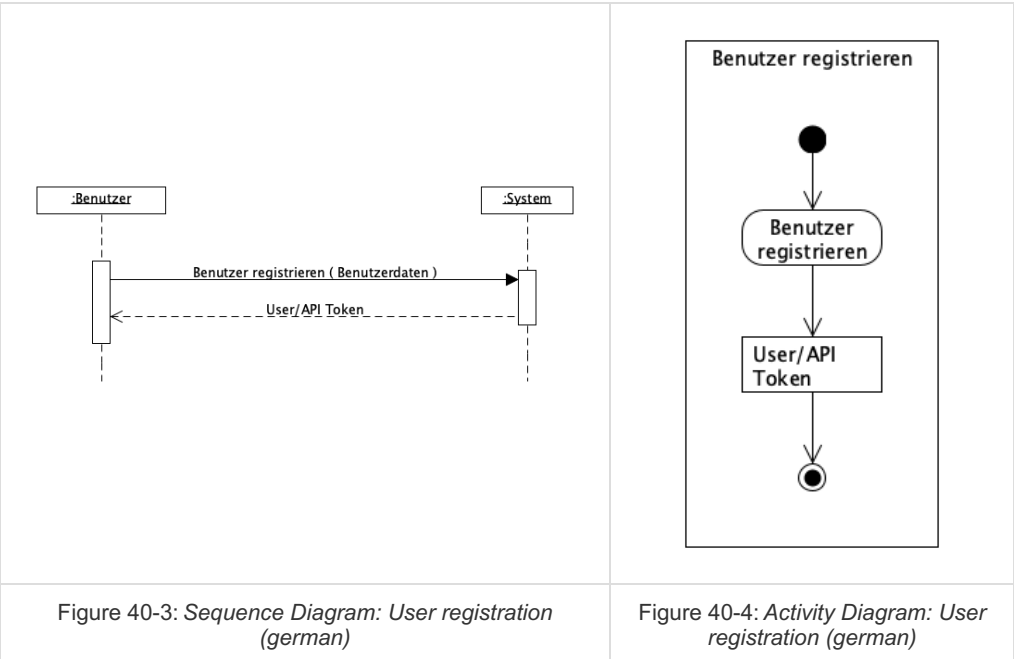 :Benutzer
:System
Benutzer registrieren ( Benutzerdaten )
User/API Token
Benutzer registrieren
Benutzer
registrieren
User/API
Token
Figure 40-3: Sequence Diagram: User registration
(german)
Figure 40-4: Activity Diagram: User
registration (german)